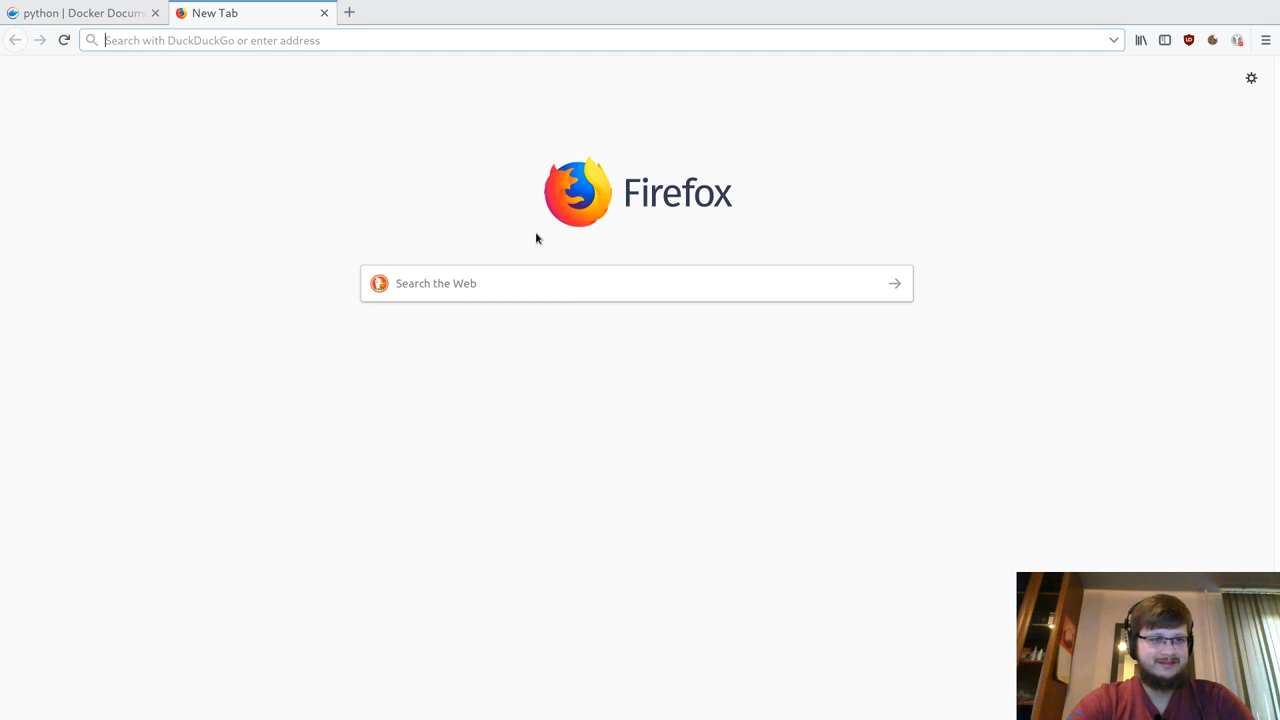 python | Docker Docum
New Tab
Search with DuckDuckGo or enter address
Firefox
Search the Web